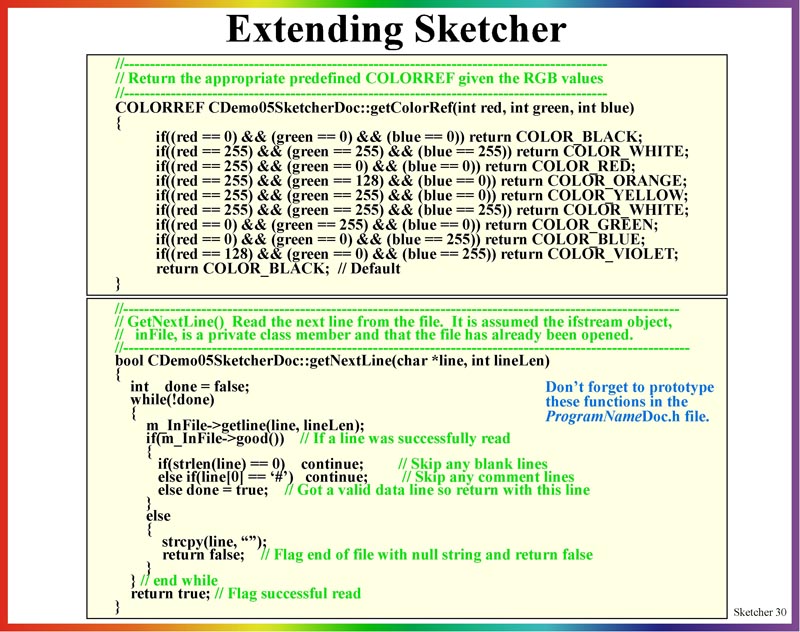 Extending Sketcher
//-----------------------------------------------------------------------------------
// Return the appropriate predefined COLORREF given the RGB values
//-----------------------------------------------------------------------------------
COLORREF CDemo05SketcherDoc::getColorRef(int red, int green, int blue)
{
if((red == 0) && (green == 0) && (blue == 0)) return COLOR_BLACK;
if((red == 255) && (green == 255) && (blue == 255)) return COLOR_WHITE;
if((red == 255) && (green == 0) && (blue == 0)) return COLOR_RED;
if((red == 255) && (green == 128) && (blue == 0)) return COLOR_ORANGE;
if((red == 255) && (green == 255) && (blue == 0)) return COLOR_YELLOW;
if((red == 255) && (green == 255) && (blue == 255)) return COLOR_WHITE;
if((red == 0) && (green == 255) && (blue == 0)) return COLOR_GREEN;
if((red == 0) && (green == 0) && (blue == 255)) return COLOR_BLUE;
if((red == 128) && (green == 0) && (blue == 255)) return COLOR_VIOLET;
return COLOR_BLACK; // Default
}
//------------------------------------------------------------------------------------------------
// GetNextLine() Read the next line from the file. It is assumed the ifstream object,
// inFile, is a private class member and that the file has already been opened.
//--------------------------------------------------------------------------------------------------
bool CDemo05SketcherDoc::getNextLine(char *line, int lineLen)
{
int done = false;
while(!done)
{
m_InFile->getline(line, lineLen);
if(m_InFile->good()) // If a line was successfully read
{
if(strlen(line) == 0) continue; // Skip any blank lines
else if(line[0] == ‘#’) continue; // Skip any comment lines
else done = true; // Got a valid data line so return with this line
}
else
{
strcpy(line, “”);
return false; // Flag end of file with null string and return false
}
} // end while
return true; // Flag successful read
}
Don’t forget to prototype
these functions in the
ProgramNameDoc.h file.
Sketcher 30